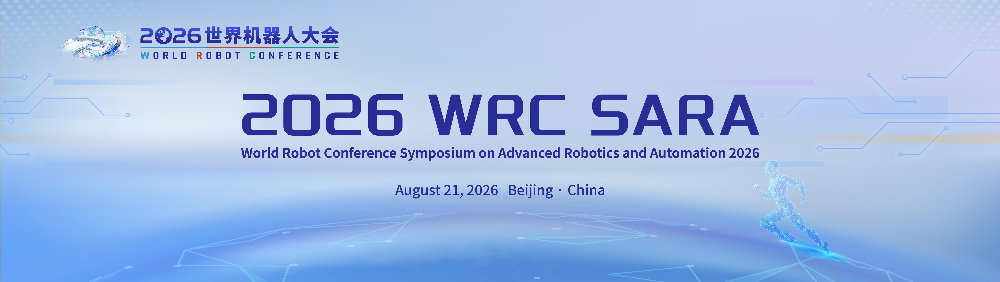 2026世界机器人大会
WORLD ROBOT CONFERENCE
2026 WRC SARA
World Robot Conference Symposium on Advanced Robotics and Automation 2026
August 21, 2026 Beijing · China